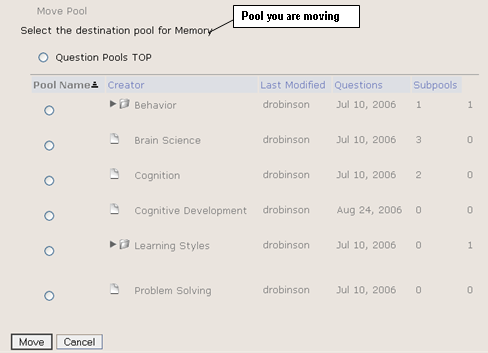 Move Pool
Pool you are moving
Select the destination pool for Memory
Question Pools TOP
Pool Name Creator Last Modified Questions Subpools
Behavior drobinson Jul 10, 2006 1 1
Brain Science drobinson Jul 10, 2006 3 0
Cognition drobinson Jul 10, 2006 2 0
Cognitive Development drobinson Aug 24, 2006 0 0
Learning Styles drobinson Jul 10, 2006 0 1
Problem Solving drobinson Jul 10, 2006 0 0
Move Cancel